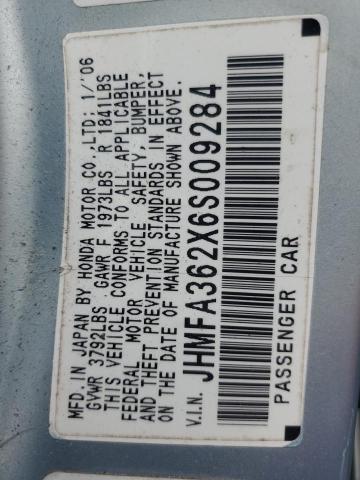 MFD. IN JAPAN BY HONDA MOTOR CO.,LTD; 1/'06
GVWR 3792LBS GAWR F 1973LBS R 1841LBS
THIS VEHICLE CONFORMS TO ALL APPLICABLE
FEDERAL MOTOR VEHICLE SAFETY, BUMPER,
AND THEFT PREVENTION STANDARDS IN EFFECT
ON THE DATE OF MANUFACTURE SHOWN ABOVE.
V.I.N. JHMFA362X6S009284
PASSENGER CAR